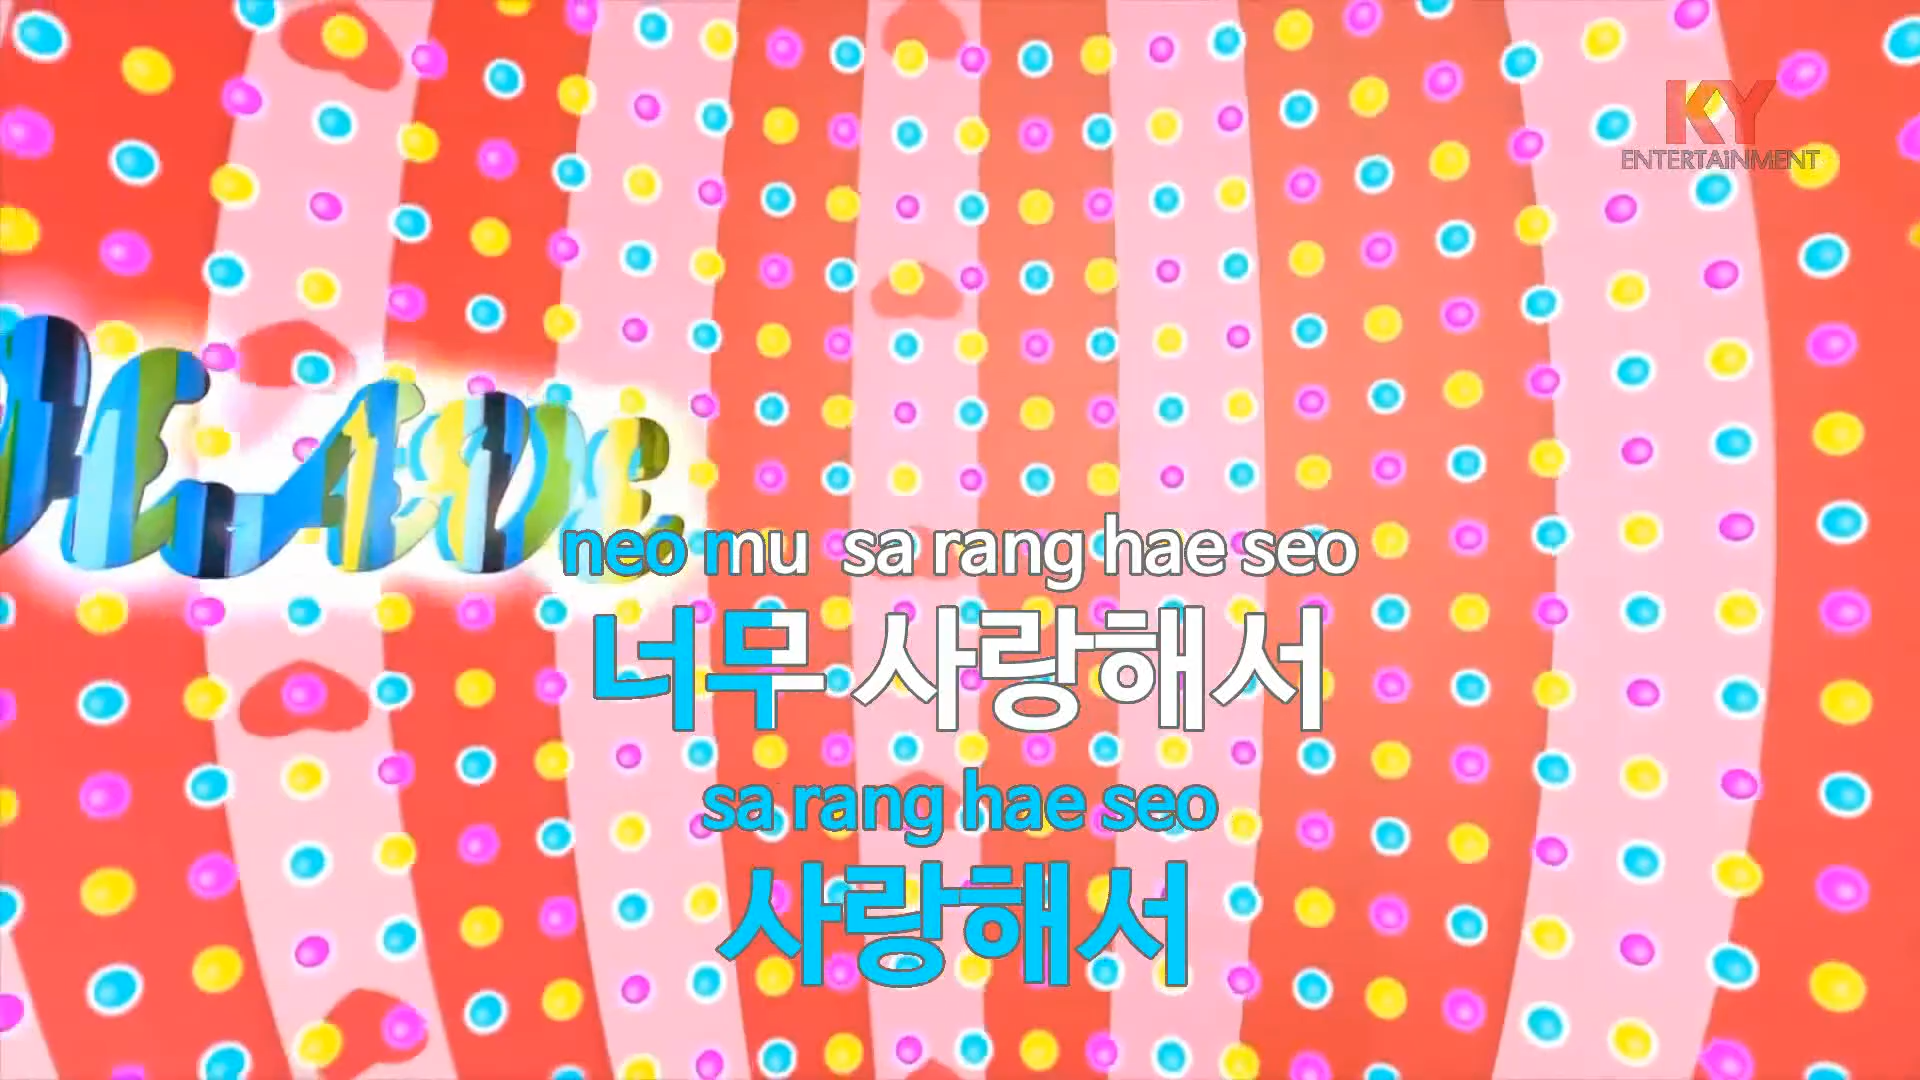 KY
ENTERTAiNMENT
neo mu sa rang hae seo
너무 사랑해서
sa rang hae seo
사랑해서